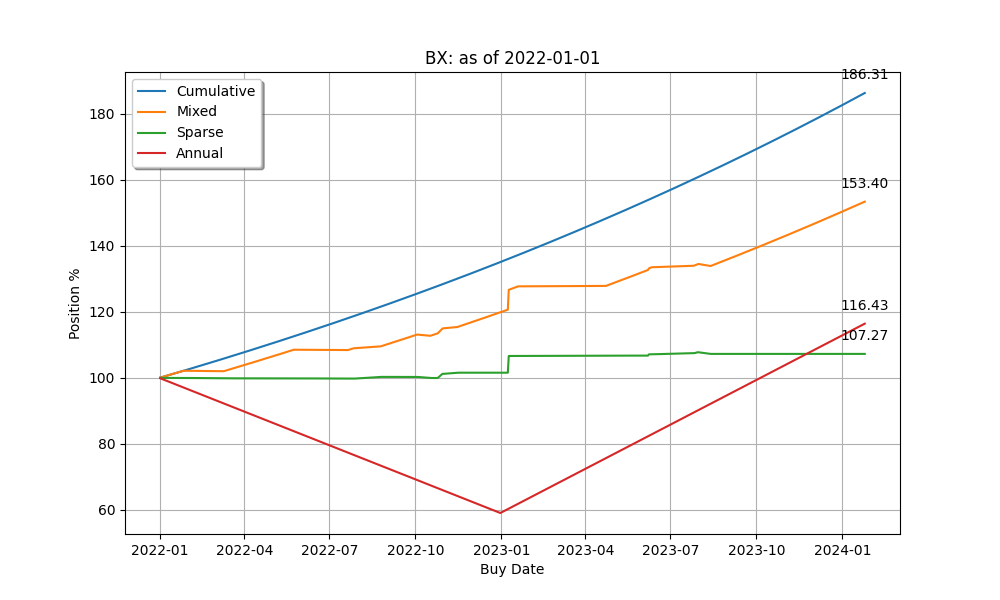 BX: as of 2022-01-01
Cumulative
Mixed
Sparse
Annual
186.31
153.40
116.43
107.27
Position %
180
160
140
120
100
80
60
2022-01
2022-04
2022-07
2022-10
2023-01
2023-04
2023-07
2023-10
2024-01
Buy Date